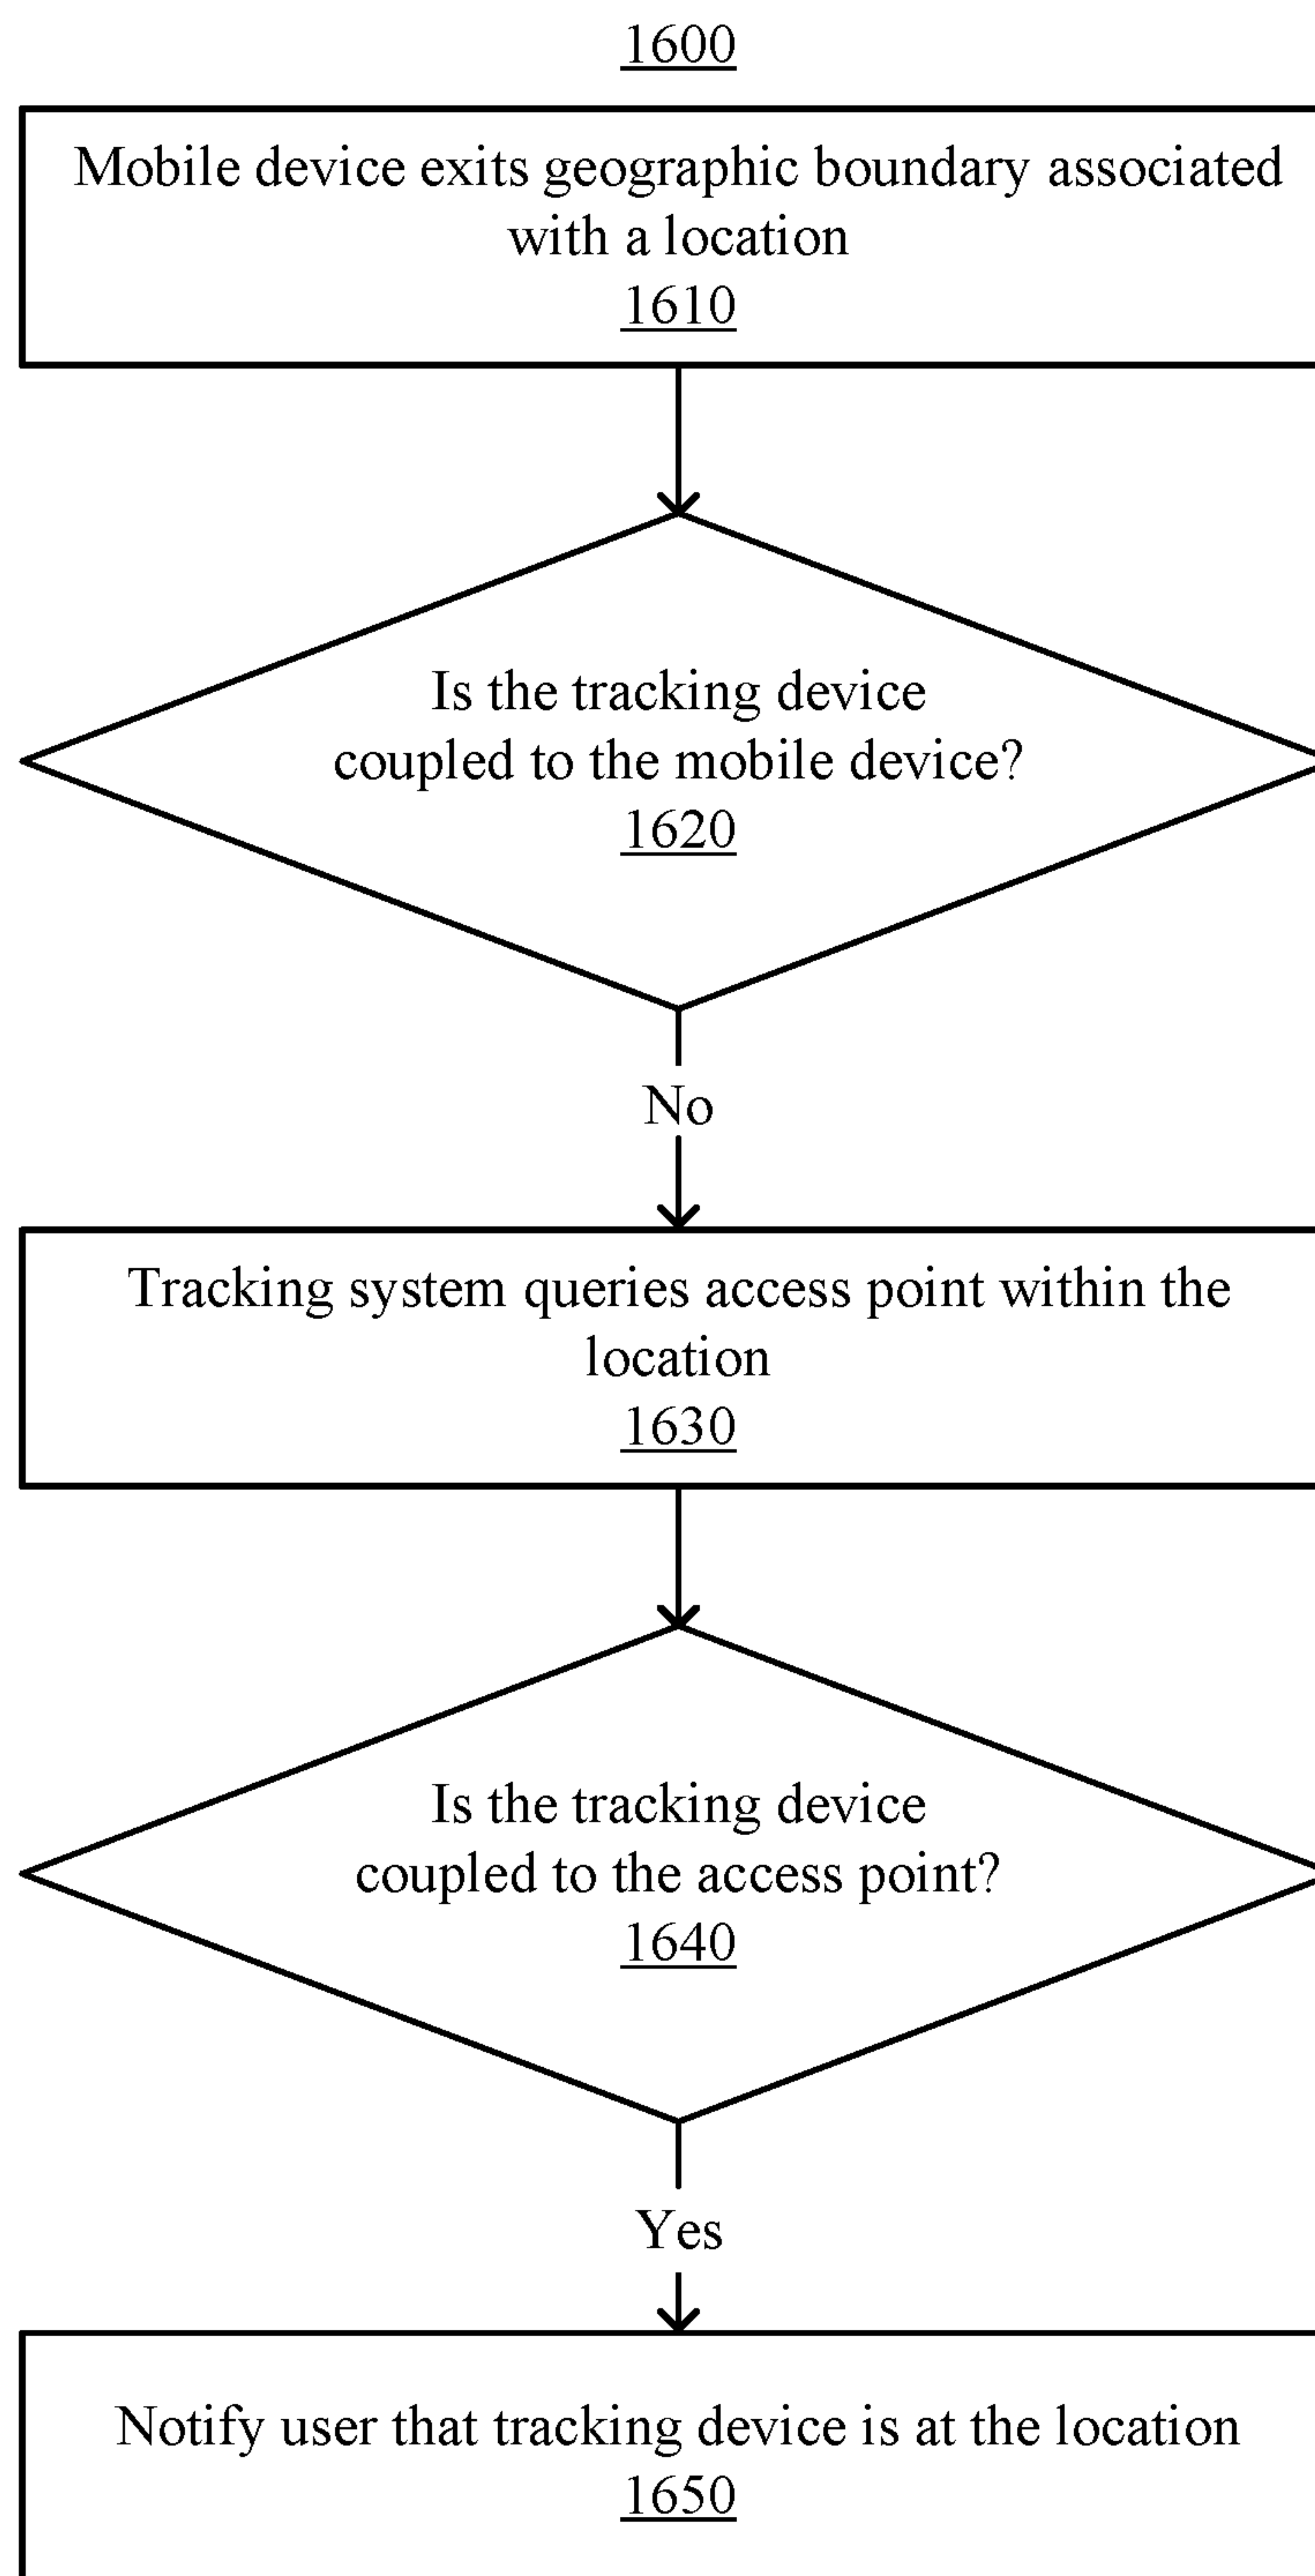 1600
Mobile device exits geographic boundary associated
with a location
1610
Is the tracking device
coupled to the mobile device?
1620
No
Tracking system queries access point within the
location
1630
Is the tracking device
coupled to the access point?
1640
Yes
Notify user that tracking device is at the location
1650